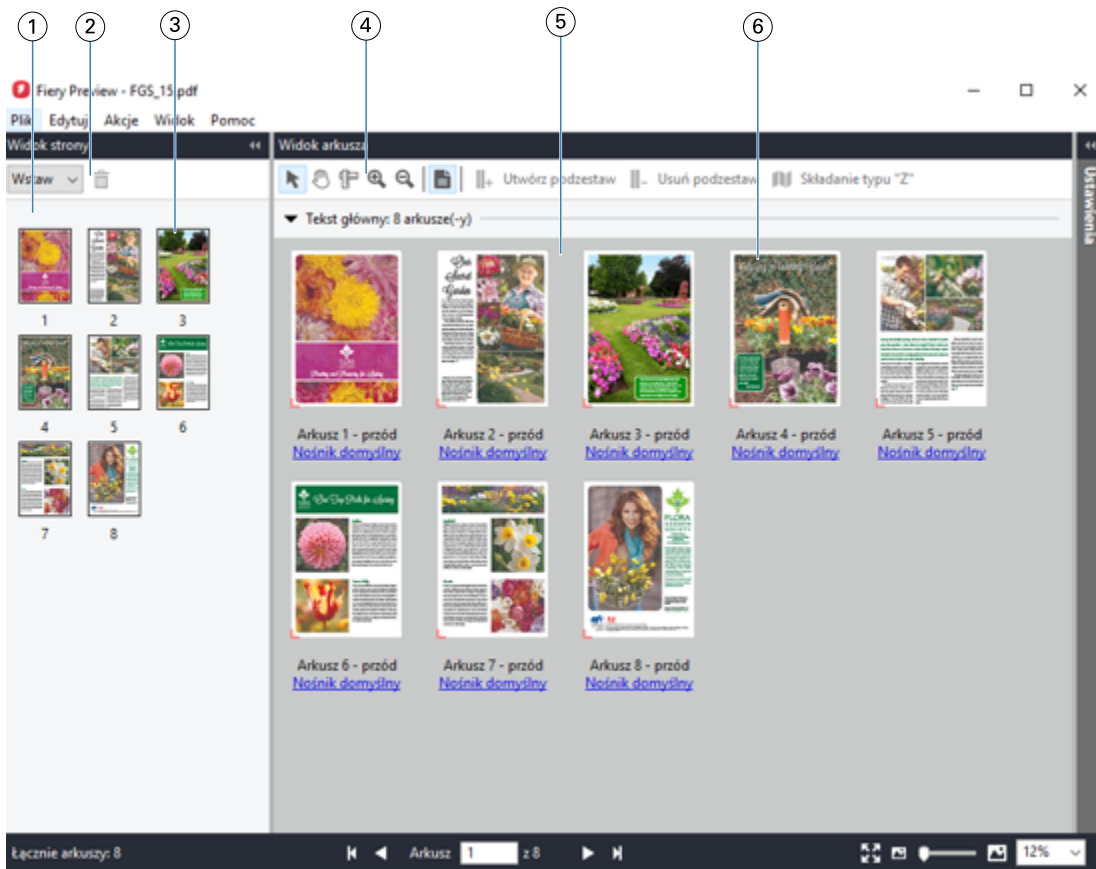 1 2 3 4 5 6
Fiery Preview - FGS_15.pdf
Plik Edytuj Akcje Widok Pomoc
Widok strony Widok arkusza
Wstaw Utwórz podzestaw Usuń podzestaw Składanie typu "Z"
Ustawienia
Tekst główny: 8 arkusze(-y)
1 2 3
4 5 6
7 8
Arkusz 1 - przód Arkusz 2 - przód Arkusz 3 - przód Arkusz 4 - przód Arkusz 5 - przód
Nośnik domyślny Nośnik domyślny Nośnik domyślny Nośnik domyślny Nośnik domyślny
FLORA
Arkusz 6 - przód Arkusz 7 - przód Arkusz 8 - przód
Nośnik domyślny Nośnik domyślny Nośnik domyślny
Łącznie arkuszy: 8 Arkusz 1 z 8 12%